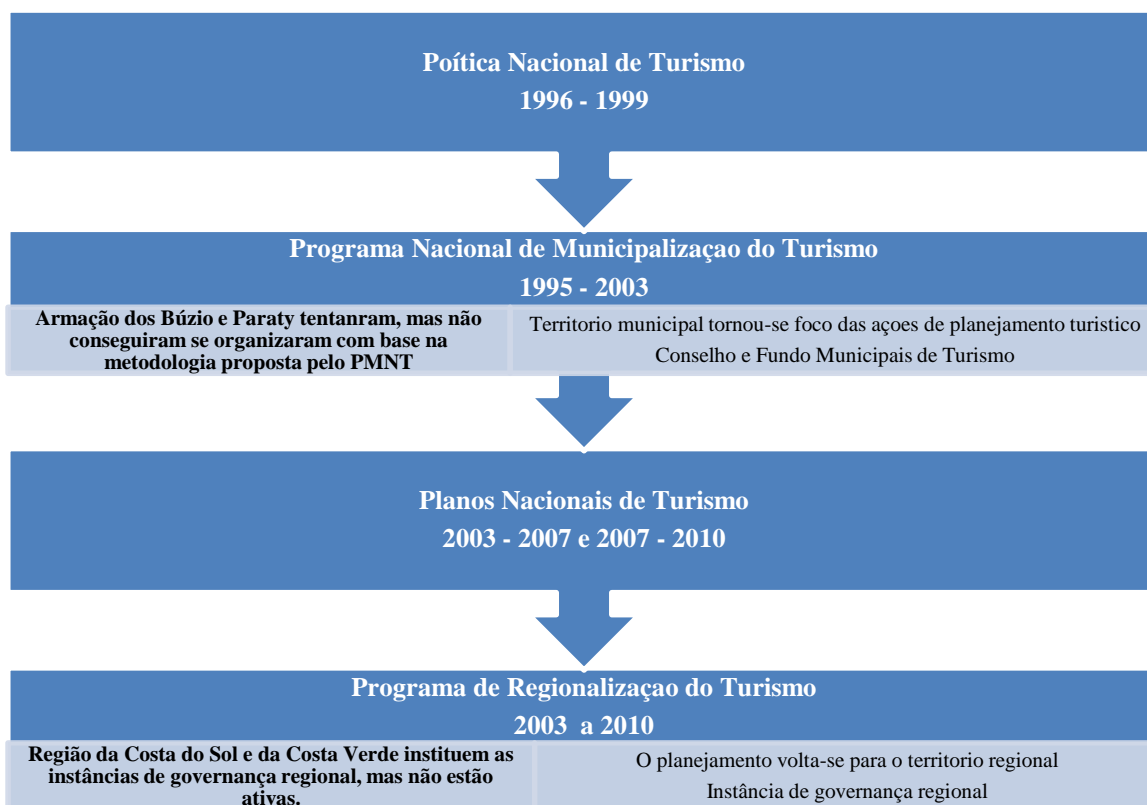 Poítica Nacional de Turismo
1996 - 1999
Programa Nacional de Municipalizaçao do Turismo
1995 - 2003
Armação dos Búzio e Paraty tentanram, mas não
conseguiram se organizaram com base na
metodologia proposta pelo PMNT
Territorio municipal tornou-se foco das açoes de planejamento turistico
Conselho e Fundo Municipais de Turismo
Planos Nacionais de Turismo
2003 - 2007 e 2007 - 2010
Programa de Regionalizaçao do Turismo
2003 a 2010
Região da Costa do Sol e da Costa Verde instituem as
instâncias de governança regional, mas não estão
ativas.
O planejamento volta-se para o territorio regional
Instância de governança regional